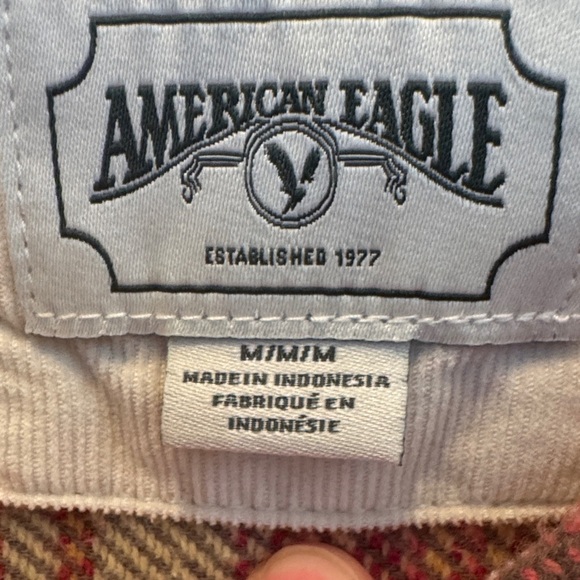 AMERICAN EAGLE
ESTABLISHED 1977
M/M/M
MADE IN INDONESIA
FABRIQUÉ EN
INDONÉSIE